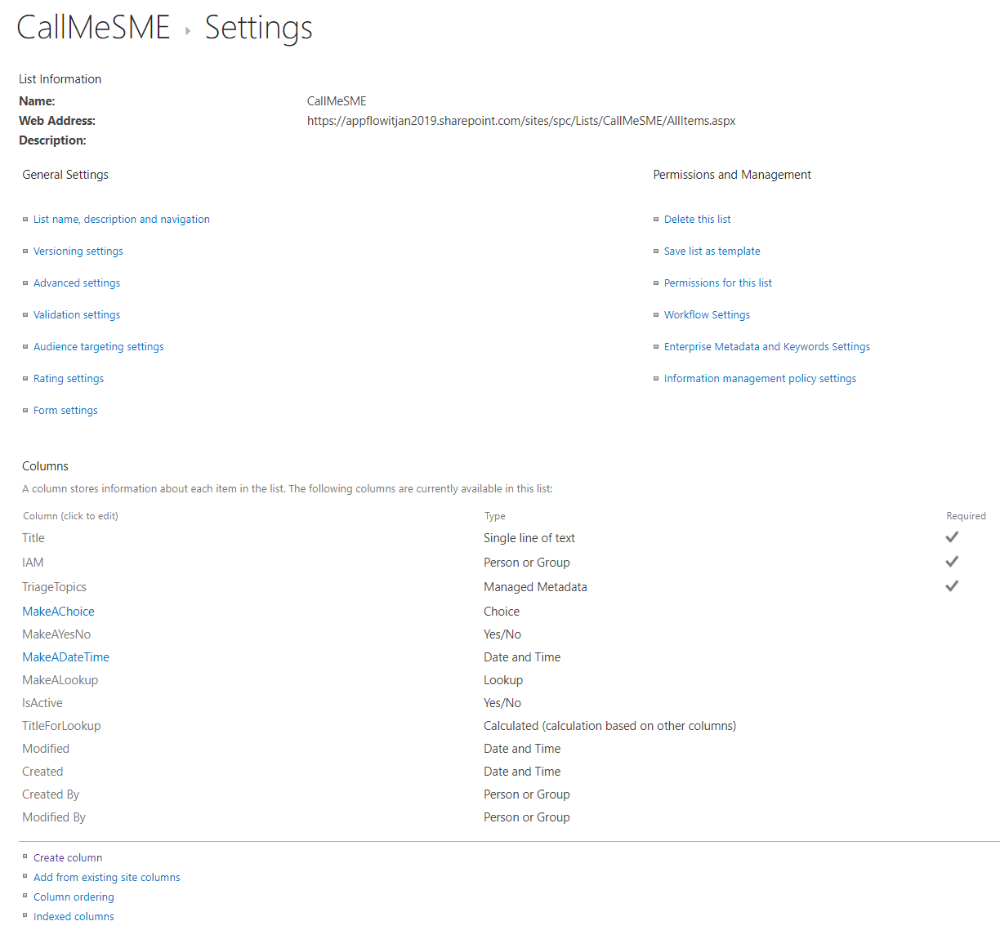 CallMeSME ▸ Settings
List Information
Name: CallMeSME
Web Address: https://appflowitjan2019.sharepoint.com/sites/spc/Lists/CallMeSME/AllItems.aspx
Description:
General Settings Permissions and Management
List name, description and navigation Delete this list
Versioning settings Save list as template
Advanced settings Permissions for this list
Validation settings Workflow Settings
Audience targeting settings Enterprise Metadata and Keywords Settings
Rating settings Information management policy settings
Form settings
Columns
A column stores information about each item in the list. The following columns are currently available in this list:
Column (click to edit) Type Required
Title Single line of text ✓
IAM Person or Group ✓
TriageTopics Managed Metadata ✓
MakeAChoice Choice
MakeAYesNo Yes/No
MakeADateTime Date and Time
MakeALookup Lookup
IsActive Yes/No
TitleForLookup Calculated (calculation based on other columns)
Modified Date and Time
Created Date and Time
Created By Person or Group
Modified By Person or Group
Create column
Add from existing site columns
Column ordering
Indexed columns